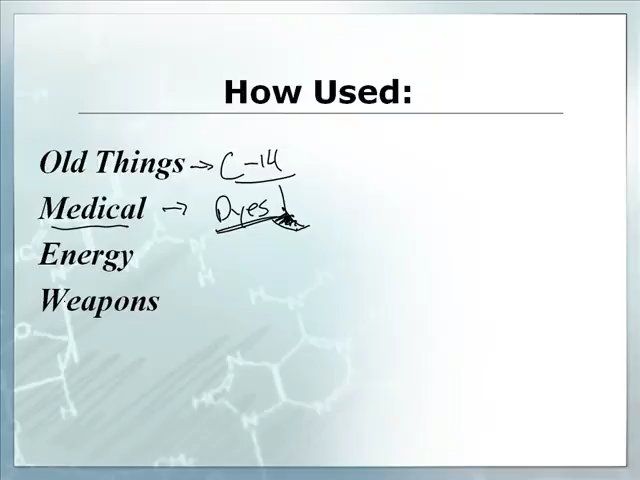 How Used:
Old Things → C-14
Medical → Dyes
Energy
Weapons